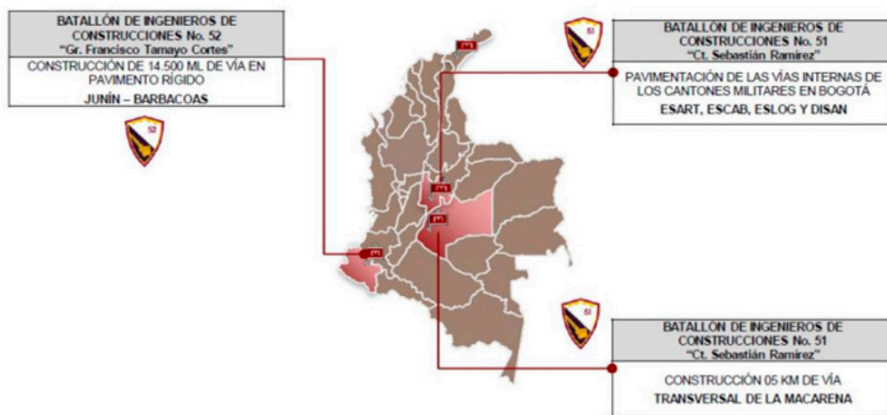 BATALLÓN DE INGENIEROS DE
CONSTRUCCIONES No. 52
"Gr. Francisco Tamayo Cortes"
CONSTRUCCIÓN DE 14.500 ML DE VÍA EN
PAVIMENTO RÍGIDO
JUNÍN – BARBACOAS
52
51
BATALLÓN DE INGENIEROS DE
CONSTRUCCIONES No. 51
"Ct. Sebastián Ramírez"
PAVIMENTACIÓN DE LAS VÍAS INTERNAS DE
LOS CANTONES MILITARES EN BOGOTÁ
ESART, ESCAB, ESLOG Y DISAN
51
BATALLÓN DE INGENIEROS DE
CONSTRUCCIONES No. 51
"Ct. Sebastián Ramírez"
CONSTRUCCIÓN 05 KM DE VÍA
TRANSVERSAL DE LA MACARENA